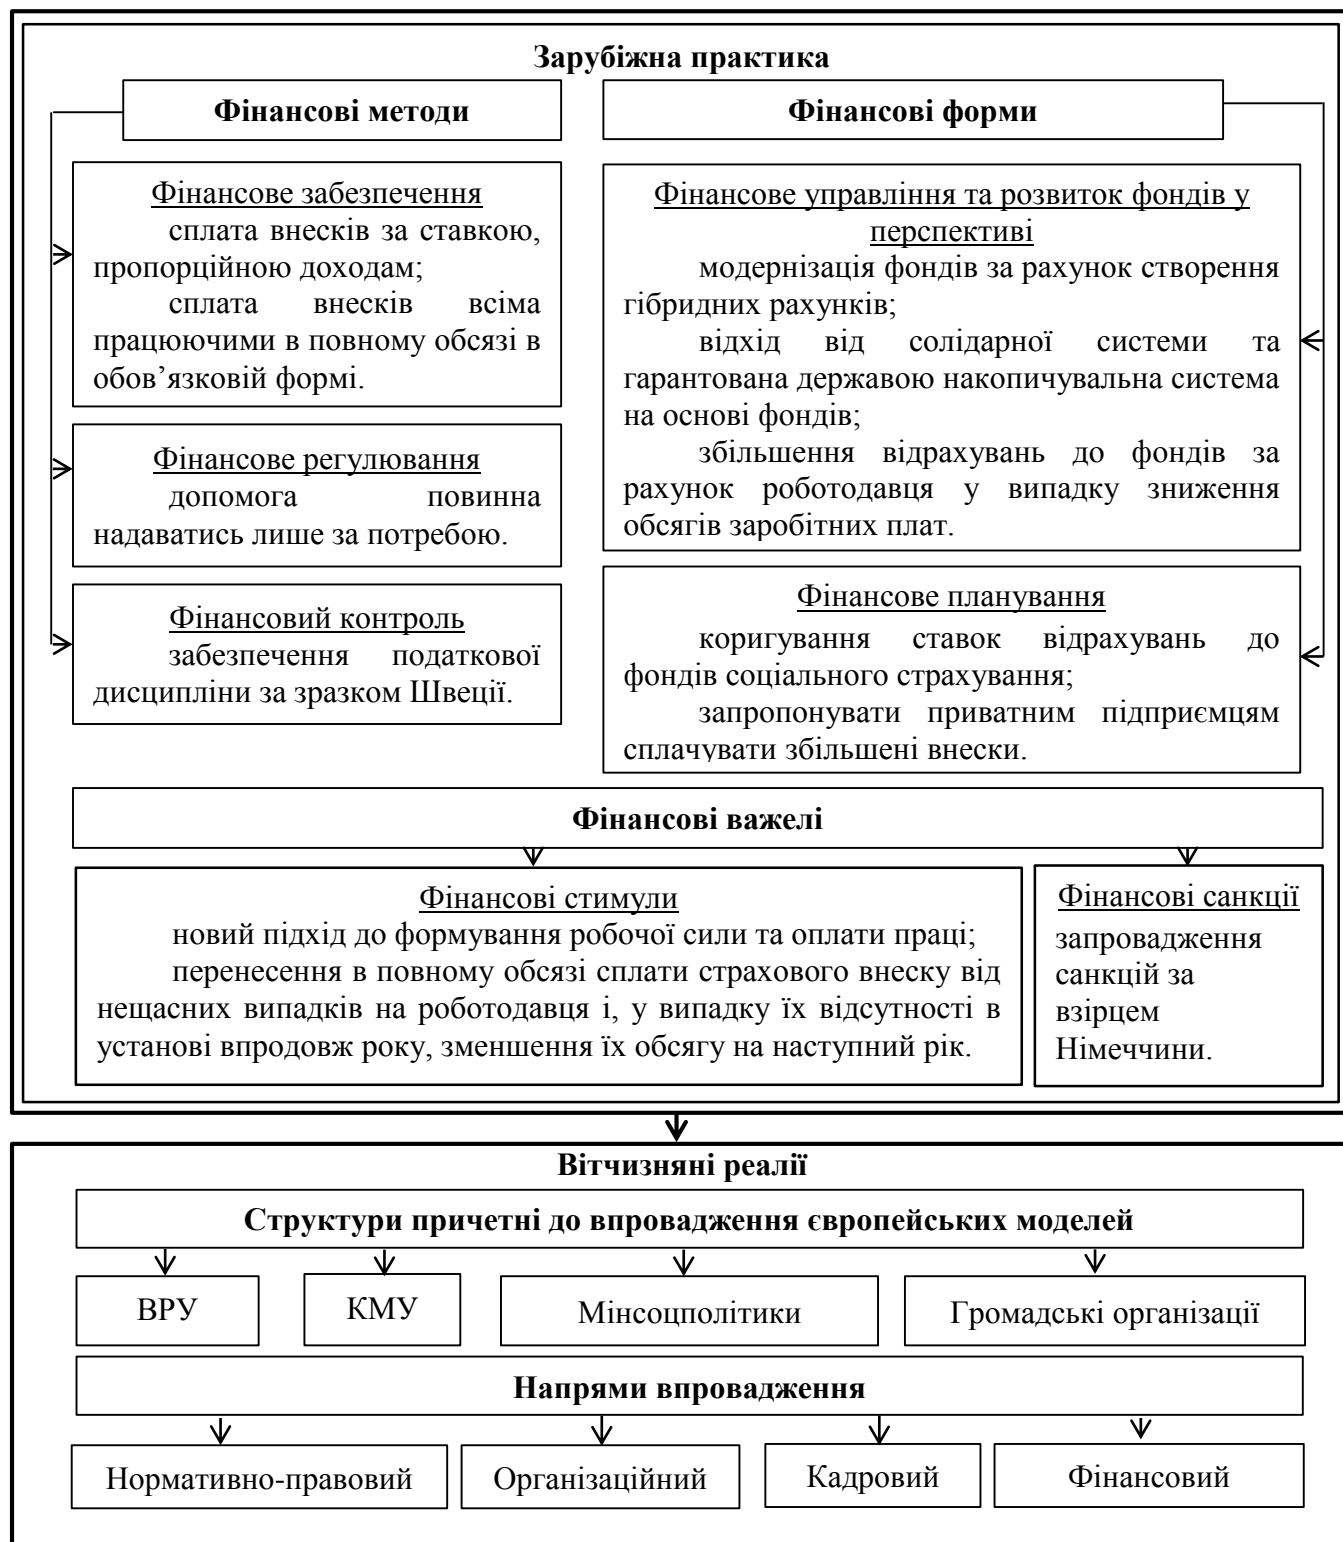 Зарубіжна практика
Фінансові методи
Фінансове забезпечення
сплата внесків за ставкою,
пропорційною доходам;
сплата внесків всіма
працюючими в повному обсязі в
обов’язковій формі.
Фінансове регулювання
допомога повинна
надаватись лише за потребою.
Фінансовий контроль
забезпечення податкової
дисципліни за зразком Швеції.
Фінансові форми
Фінансове управління та розвиток фондів у
перспективі
модернізація фондів за рахунок створення
гібридних рахунків;
відхід від солідарної системи та
гарантована державою накопичувальна система
на основі фондів;
збільшення відрахувань до фондів за
рахунок роботодавця у випадку зниження
обсягів заробітних плат.
Фінансове планування
коригування ставок відрахувань до
фондів соціального страхування;
запропонувати приватним підприємцям
сплачувати збільшені внески.
Фінансові важелі
Фінансові стимули
новий підхід до формування робочої сили та оплати праці;
перенесення в повному обсязі сплати страхового внеску від
нещасних випадків на роботодавця і, у випадку їх відсутності в
установі впродовж року, зменшення їх обсягу на наступний рік.
Фінансові санкції
запровадження
санкцій за
взірцем
Німеччини.
Вітчизняні реалії
Структури причетні до впровадження європейських моделей
ВРУ
КМУ
Мінсоцполітики
Громадські організації
Напрями впровадження
Нормативно-правовий
Організаційний
Кадровий
Фінансовий